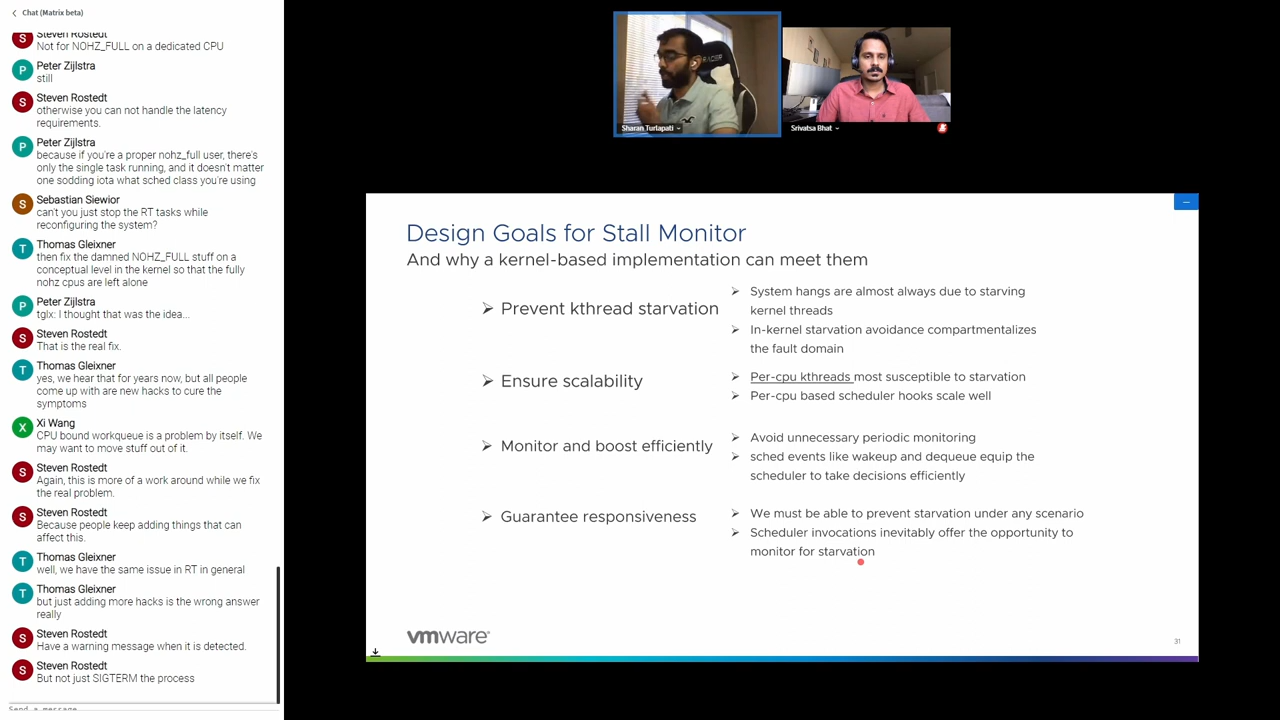 Chat (Matrix beta)
Steven Rostedt
Not for NOHZ_FULL on a dedicated CPU
Peter Zijlstra
still
Steven Rostedt
otherwise you can not handle the latency
requirements.
Peter Zijlstra
because if you're a proper nohz_full user, there's
only the single task running, and it doesn't matter
one sodding iota what sched class you're using
Sebastian Siewior
can't you just stop the RT tasks while
reconfiguring the system?
Thomas Gleixner
then fix the damned NOHZ_FULL stuff on a
conceptual level in the kernel so that the fully
nohz cpus are left alone
Peter Zijlstra
tglx: I thought that was the idea...
Steven Rostedt
That is the real fix.
Thomas Gleixner
yes, we hear that for years now, but all people
come up with are new hacks to cure the
symptoms
Xi Wang
CPU bound workqueue is a problem by itself. We
may want to move stuff out of it.
Steven Rostedt
Again, this is more of a work around while we fix
the real problem.
Steven Rostedt
Because people keep adding things that can
affect this.
Thomas Gleixner
well, we have the same issue in RT in general
Thomas Gleixner
but just adding more hacks is the wrong answer
really
Steven Rostedt
Have a warning message when it is detected.
Steven Rostedt
But not just SIGTERM the process
Send a message
Sharan Turlapati
Srivatsa Bhat
Design Goals for Stall Monitor
And why a kernel-based implementation can meet them
Prevent kthread starvation
System hangs are almost always due to starving
kernel threads
In-kernel starvation avoidance compartmentalizes
the fault domain
Ensure scalability
Per-cpu kthreads most susceptible to starvation
Per-cpu based scheduler hooks scale well
Monitor and boost efficiently
Avoid unnecessary periodic monitoring
sched events like wakeup and dequeue equip the
scheduler to take decisions efficiently
Guarantee responsiveness
We must be able to prevent starvation under any scenario
Scheduler invocations inevitably offer the opportunity to
monitor for starvation
vmware
31